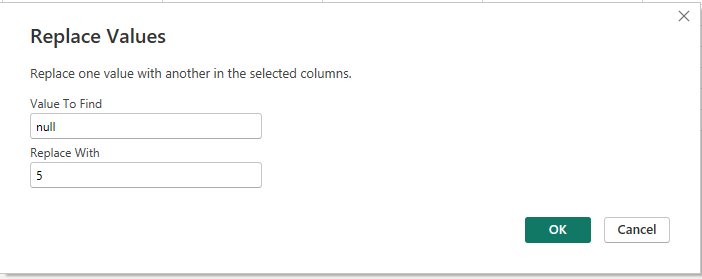 Replace Values
Replace one value with another in the selected columns.
Value To Find
null
Replace With
5
OK Cancel